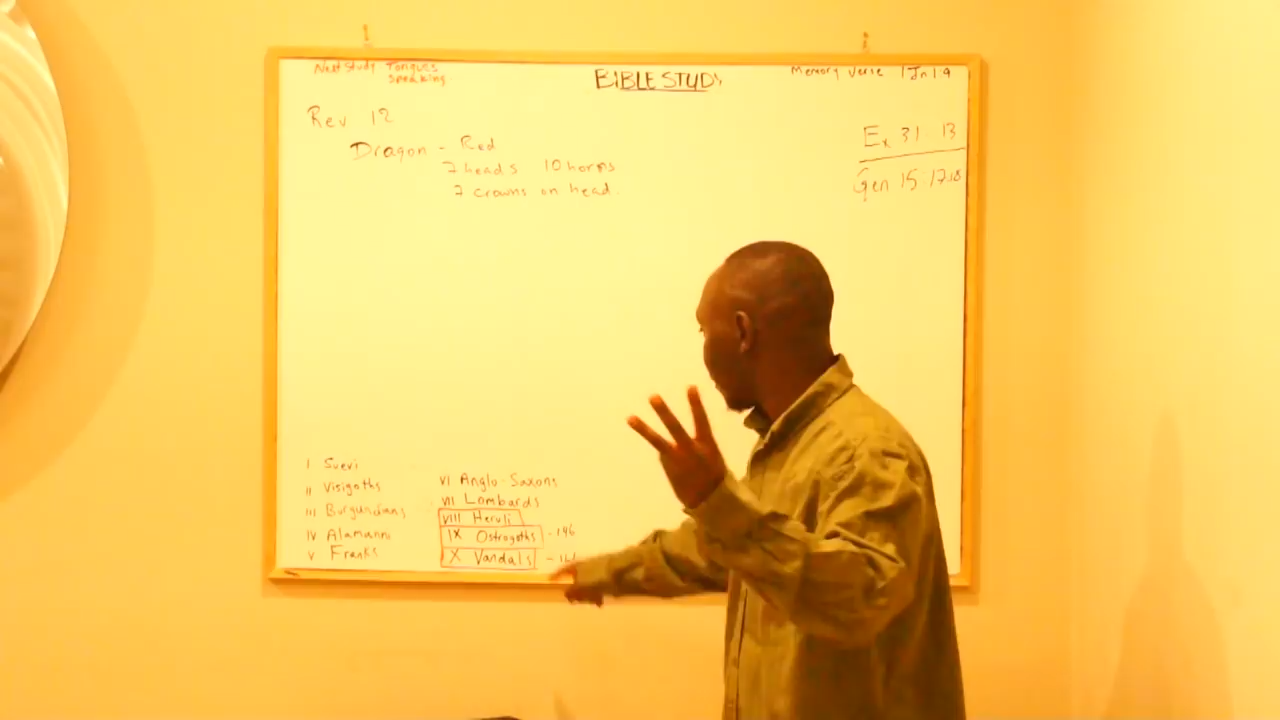 Next Study Tongues
Speaking
BIBLE STUDY
Memory Verse 1 Jn 1 9
Rev 12
Dragon - Red
7 heads 10 horns
7 crowns on head.
Ex 31 13
Gen 15:17,18
I Suevi
II Visigoths
III Burgundians
IV Alamanni
V Franks
VI Anglo-Saxons
VII Lombards
VIII Heruli
IX Ostrogoths - 196
X Vandals